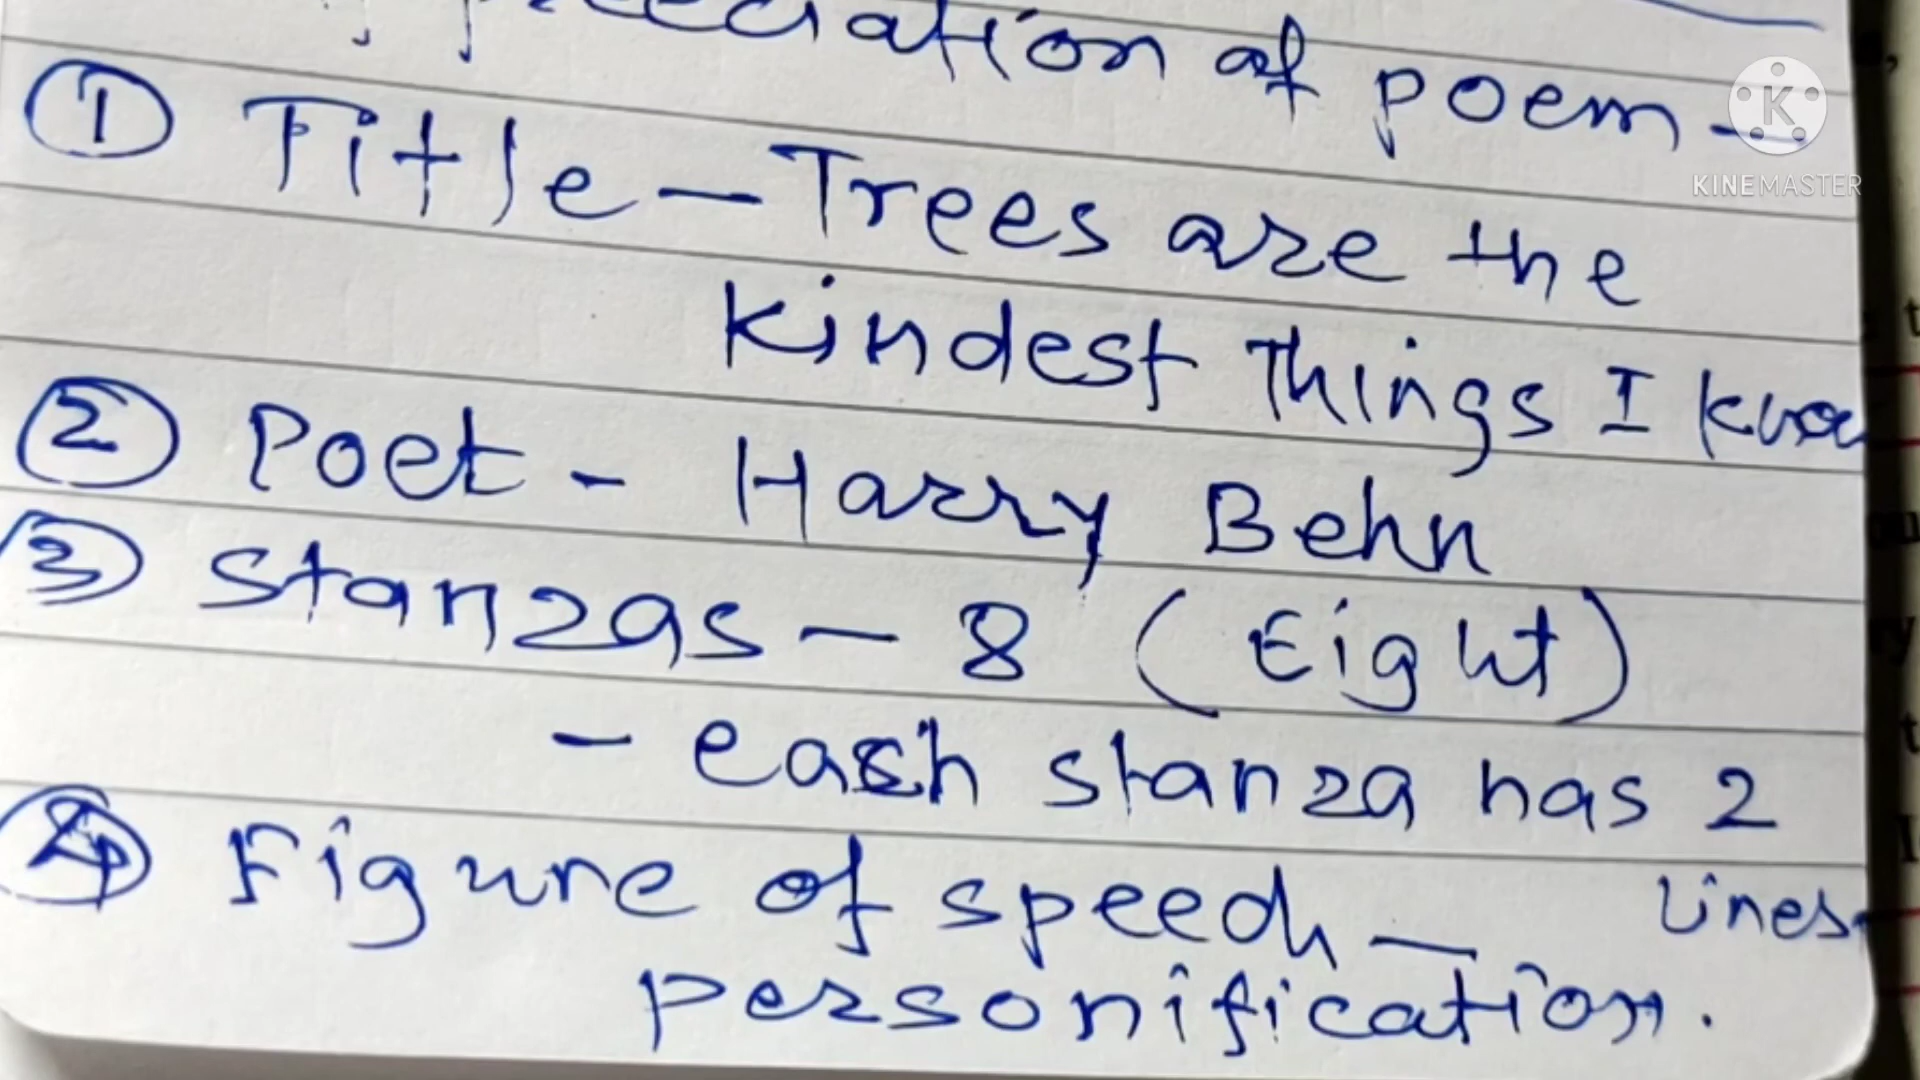 of poem -
① Title - Trees are the
Kindest Things I
② Poet - Harry Behn
③ Stanzas - 8 (Eight)
- each stanza has 2
lines.
④ Figure of speech -
personification.
KINEMASTER